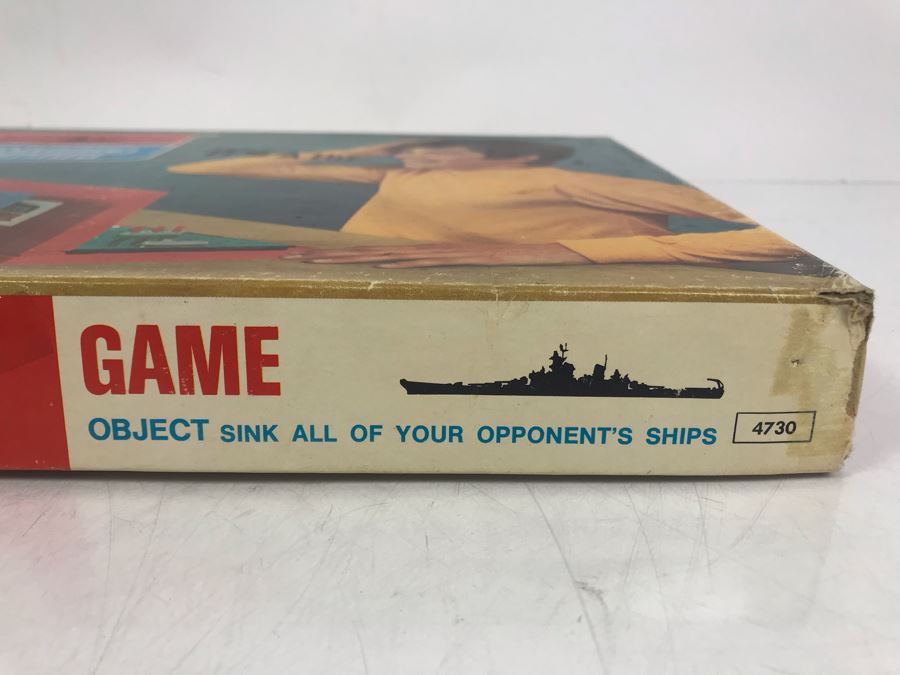 GAME
OBJECT SINK ALL OF YOUR OPPONENT'S SHIPS
4730